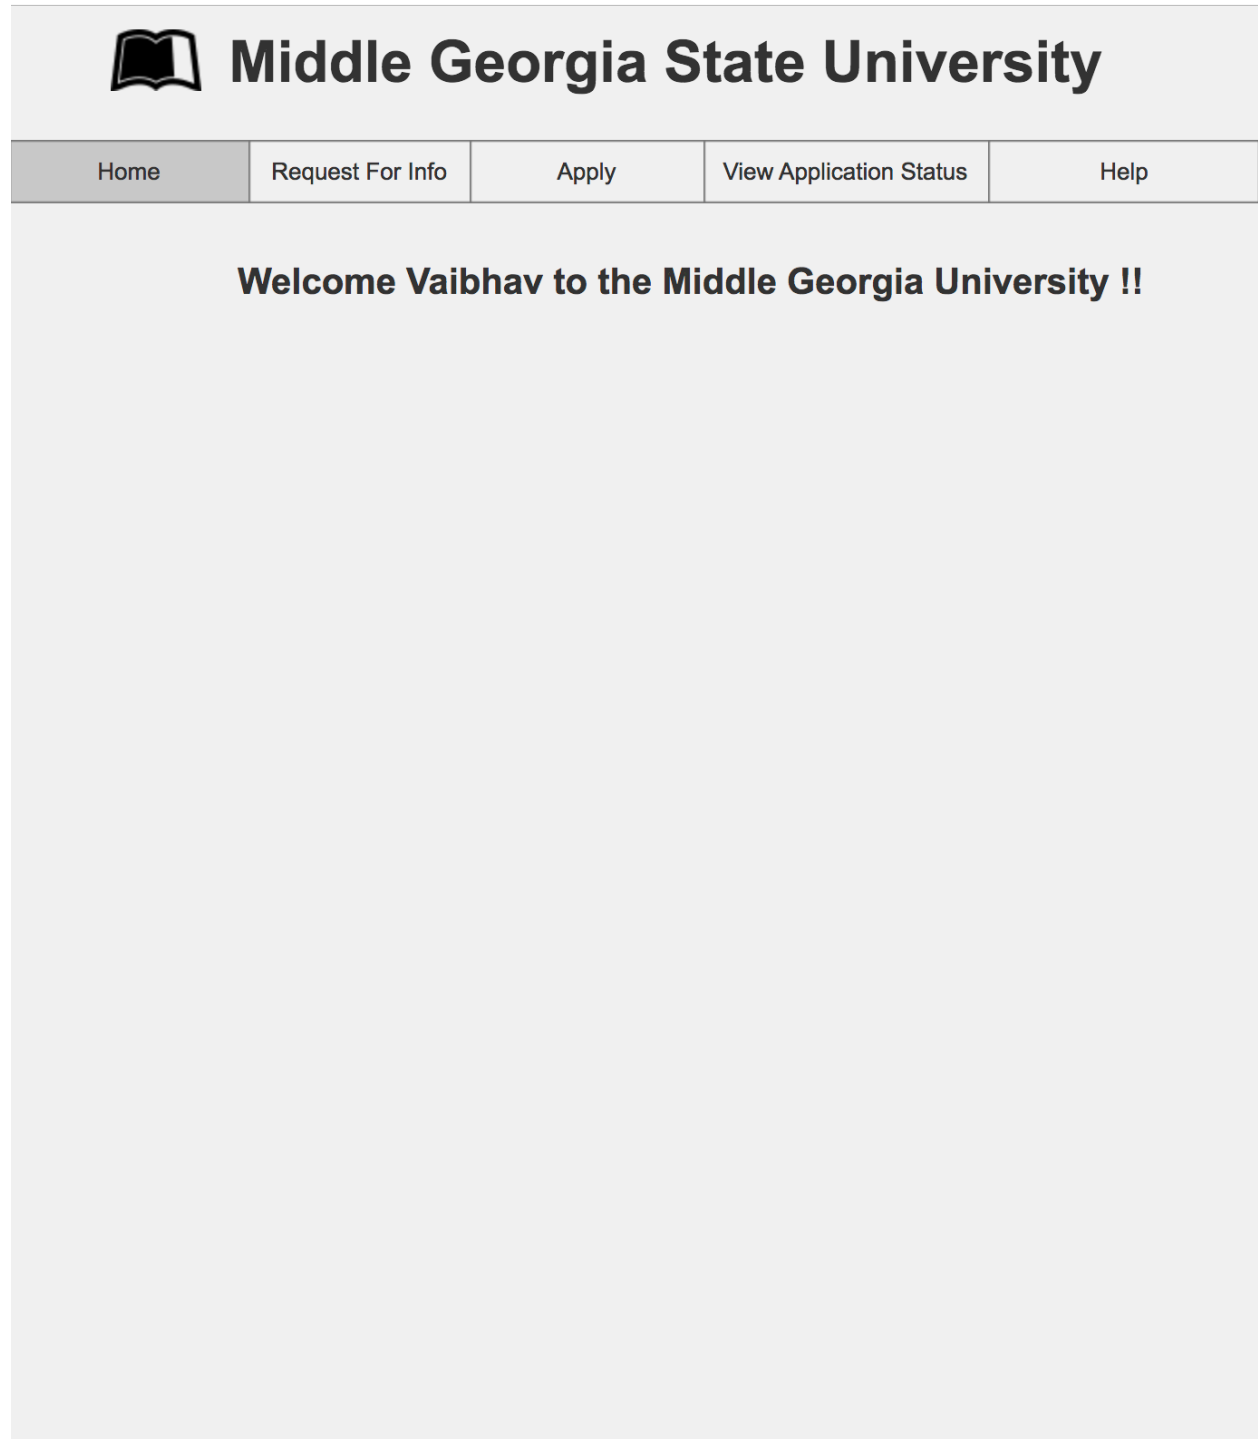 Middle Georgia State University
Home
Request For Info
Apply
View Application Status
Help
Welcome Vaibhav to the Middle Georgia University !!